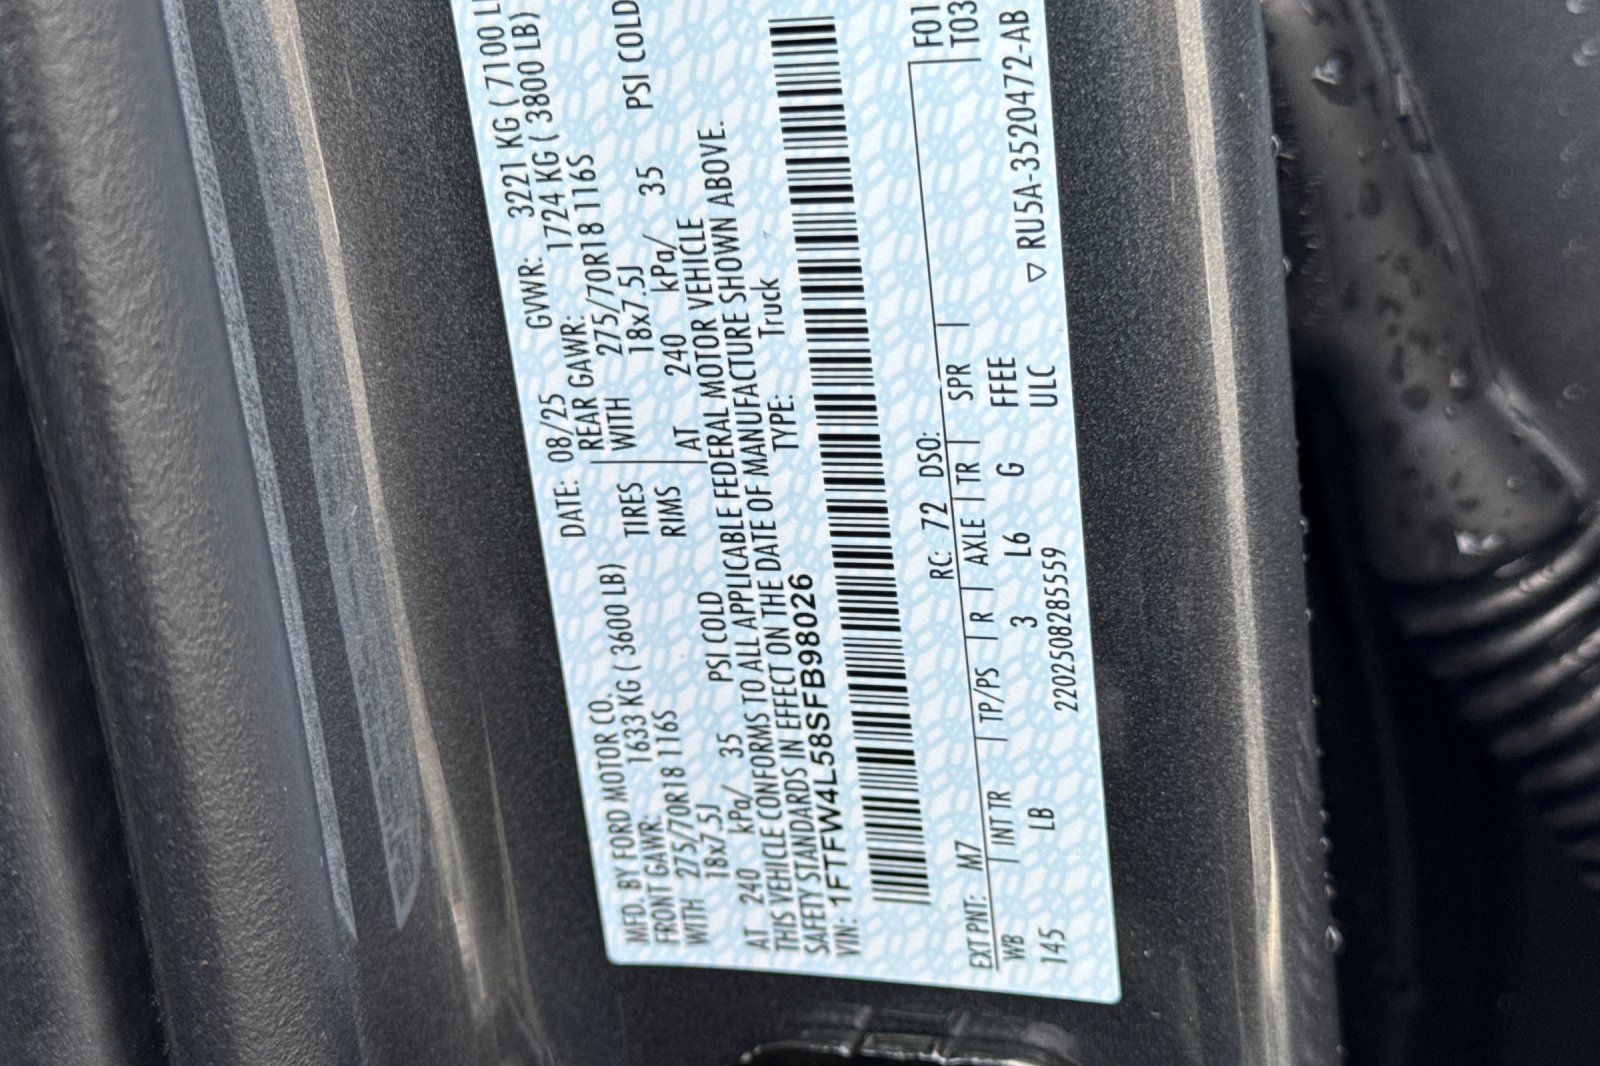 MFD. BY FORD MOTOR CO. DATE: 08/25 GVWR: 3221 KG ( 7100
FRONT GAWR: 1633 KG ( 3600 LB) REAR GAWR: 1724 KG ( 3800 LB)
WITH 275/70R18 116S TIRES WITH 275/70R18 116S
18x7.5J RIMS 18x7.5J
AT 240 kPa/ 35 PSI COLD AT 240 kPa/ 35 PSI COLD
THIS VEHICLE CONFORMS TO ALL APPLICABLE FEDERAL MOTOR VEHICLE
SAFETY STANDARDS IN EFFECT ON THE DATE OF MANUFACTURE SHOWN ABOVE.
VIN: 1FTFW4L58SFB98026 TYPE: Truck
F01
EXT PNT: M7 RC: 72 DSO: T03
WB INT TR TP/PS R AXLE TR SPR
145 LB 3 L6 G FFEE
ULC ▽ RU5A-3520472-AB
2202508285559